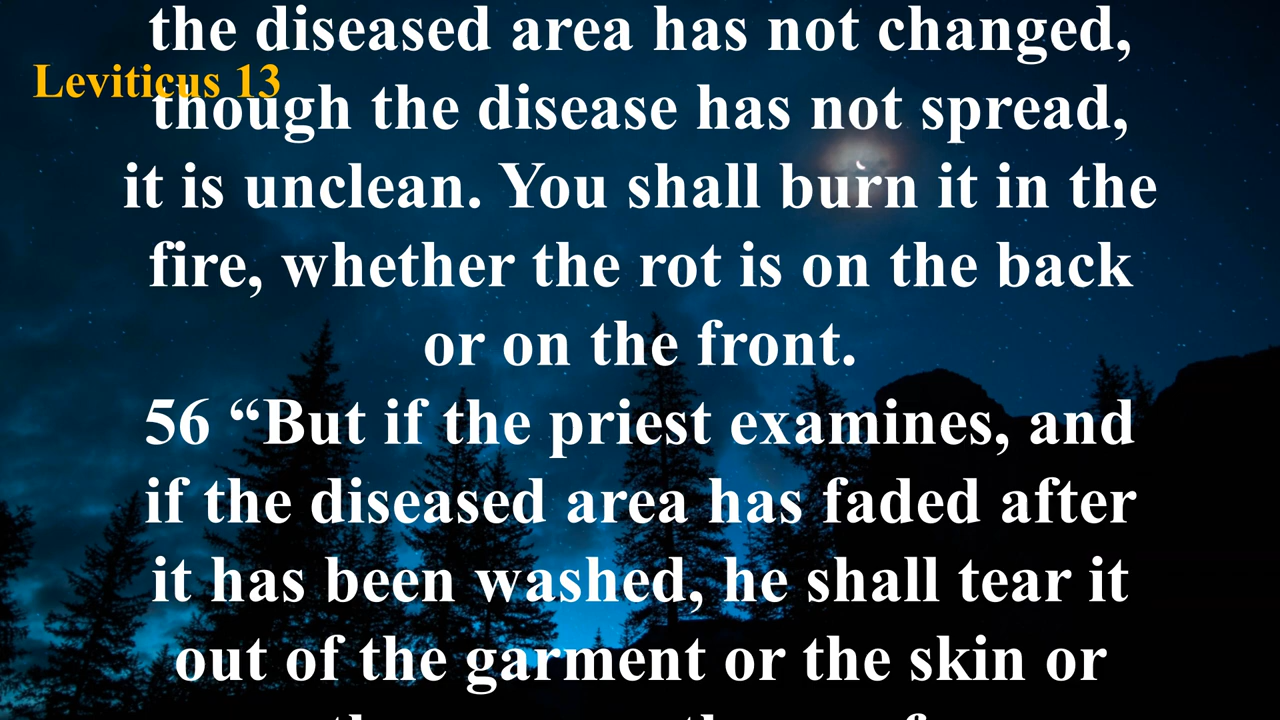 the diseased area has not changed,
Leviticus 13
though the disease has not spread,
it is unclean. You shall burn it in the
fire, whether the rot is on the back
or on the front.
56 “But if the priest examines, and
if the diseased area has faded after
it has been washed, he shall tear it
out of the garment or the skin or